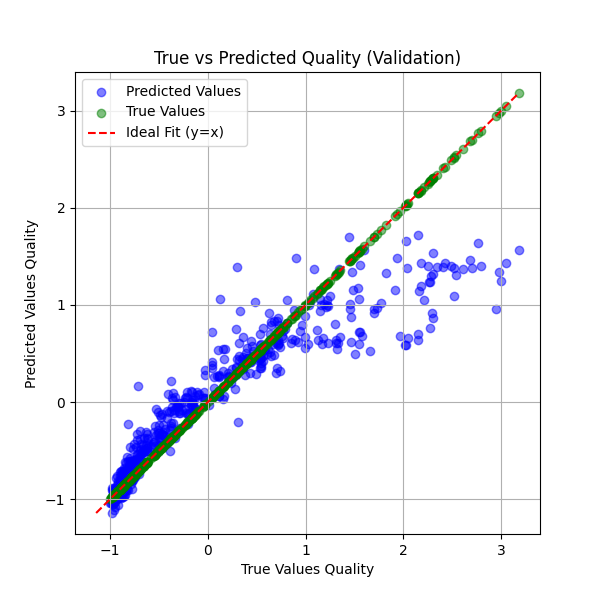 True vs Predicted Quality (Validation)
Predicted Values
True Values
Ideal Fit (y=x)
3
2
1
0
−1
Predicted Values Quality
−1 0 1 2 3
True Values Quality